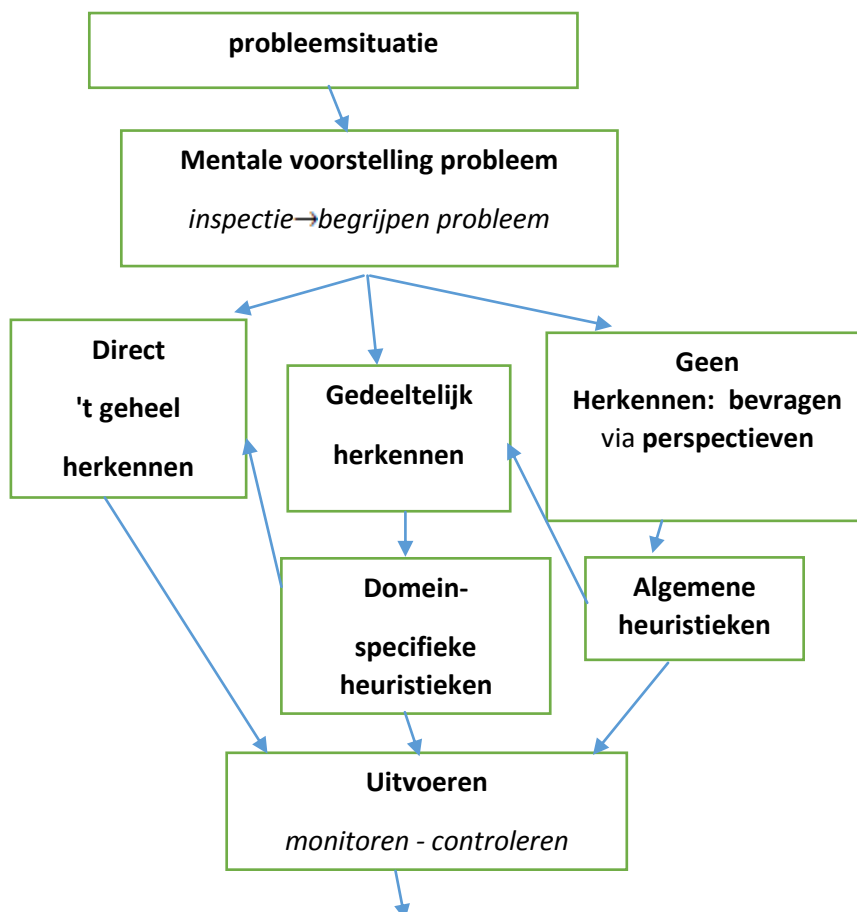 probleemsituatie
Mentale voorstelling probleem
inspectie→begrijpen probleem
Direct
't geheel
herkennen
Gedeeltelijk
herkennen
Geen
Herkennen: bevragen
via perspectieven
Domein-
specifieke
heuristieken
Algemene
heuristieken
Uitvoeren
monitoren - controleren